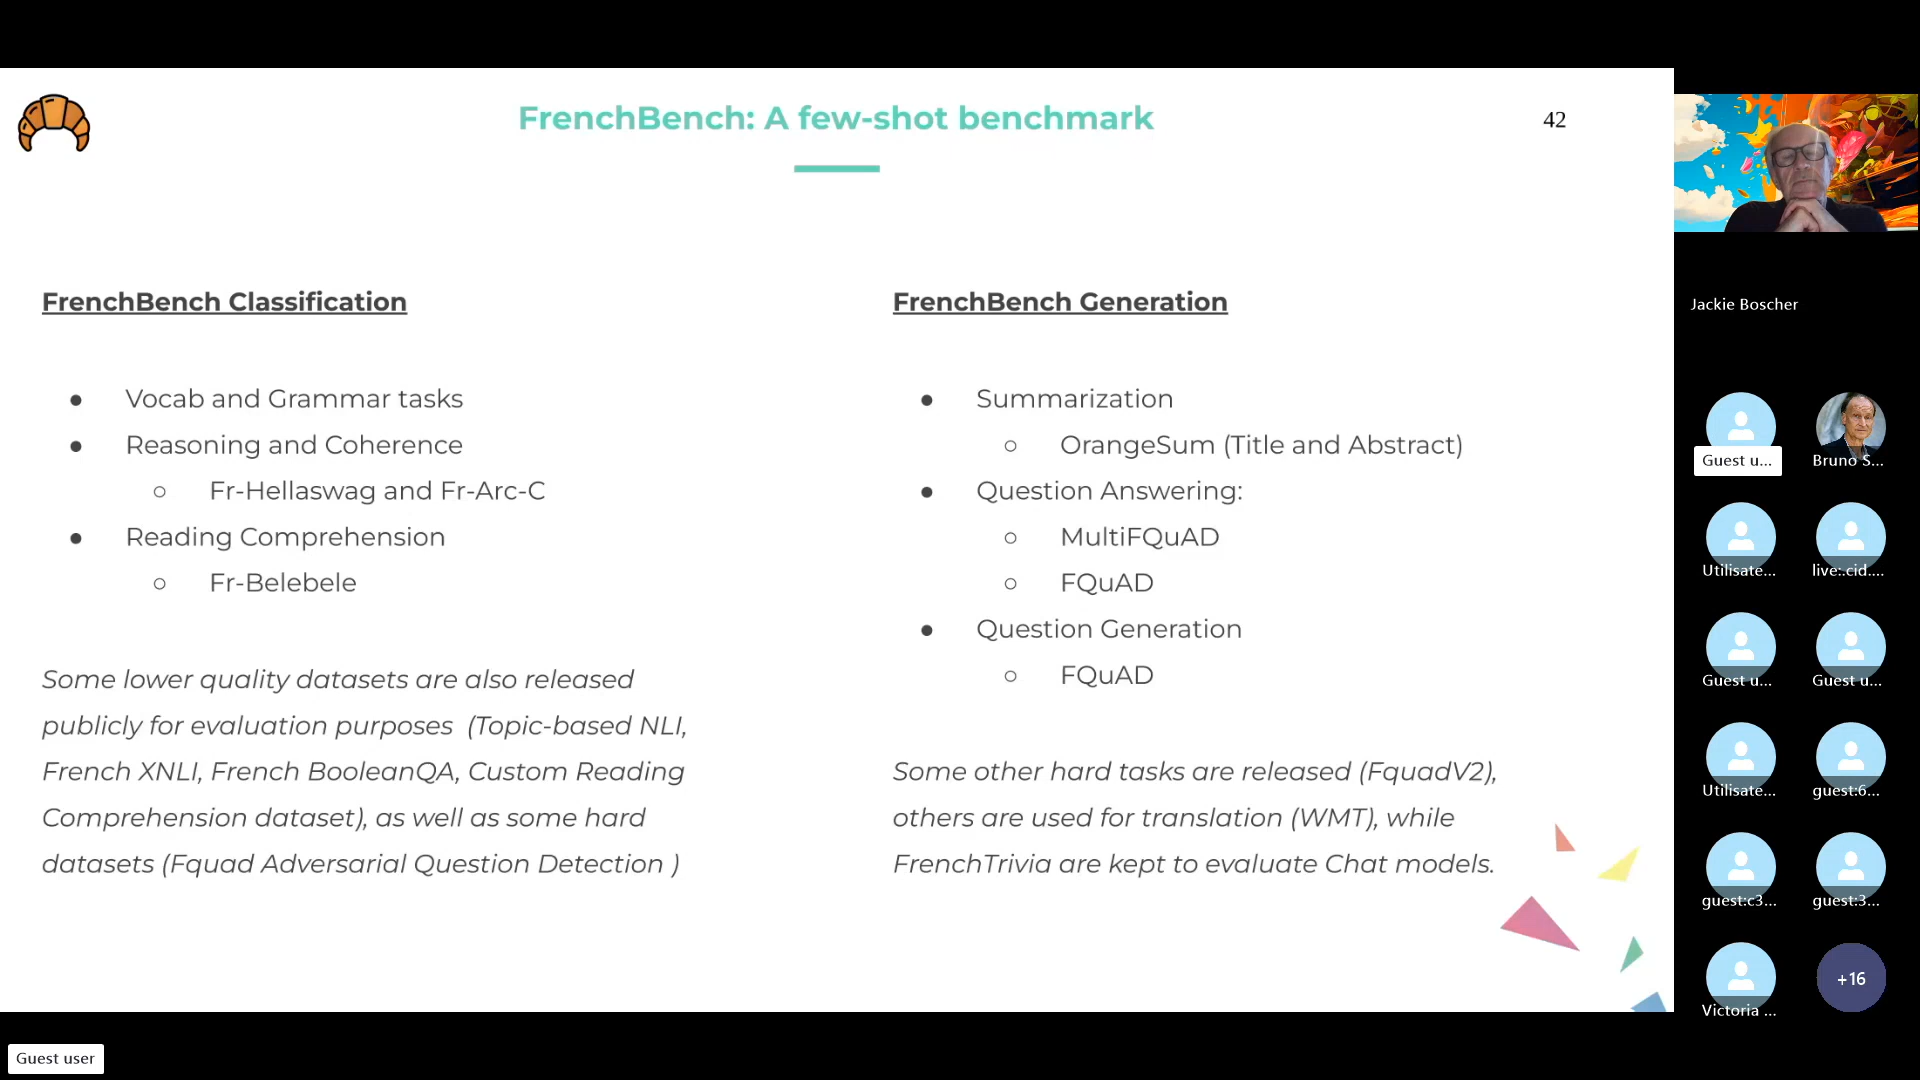 FrenchBench: A few-shot benchmark
42
FrenchBench Classification
● Vocab and Grammar tasks
● Reasoning and Coherence
○ Fr-Hellaswag and Fr-Arc-C
● Reading Comprehension
○ Fr-Belebele
Some lower quality datasets are also released
publicly for evaluation purposes (Topic-based NLI,
French XNLI, French BooleanQA, Custom Reading
Comprehension dataset), as well as some hard
datasets (Fquad Adversarial Question Detection )
FrenchBench Generation
● Summarization
○ OrangeSum (Title and Abstract)
● Question Answering:
○ MultiFQuAD
○ FQuAD
● Question Generation
○ FQuAD
Some other hard tasks are released (FquadV2),
others are used for translation (WMT), while
FrenchTrivia are kept to evaluate Chat models.
Jackie Boscher
Guest u...
Bruno S...
Utilisate...
live:.cid....
Guest u...
Guest u...
Utilisate...
guest:6...
guest:c3...
guest:3...
Victoria ...
+16
Guest user